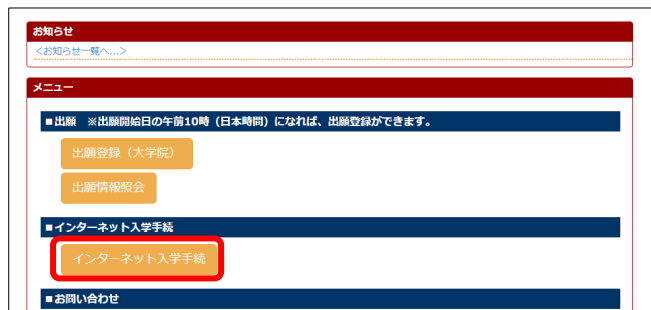 お知らせ
<お知らせ一覧へ...>
メニュー
■出願　※出願開始日の午前10時（日本時間）になれば、出願登録ができます。
出願登録（大学院）
出願情報照会
■インターネット入学手続
インターネット入学手続
■お問い合わせ